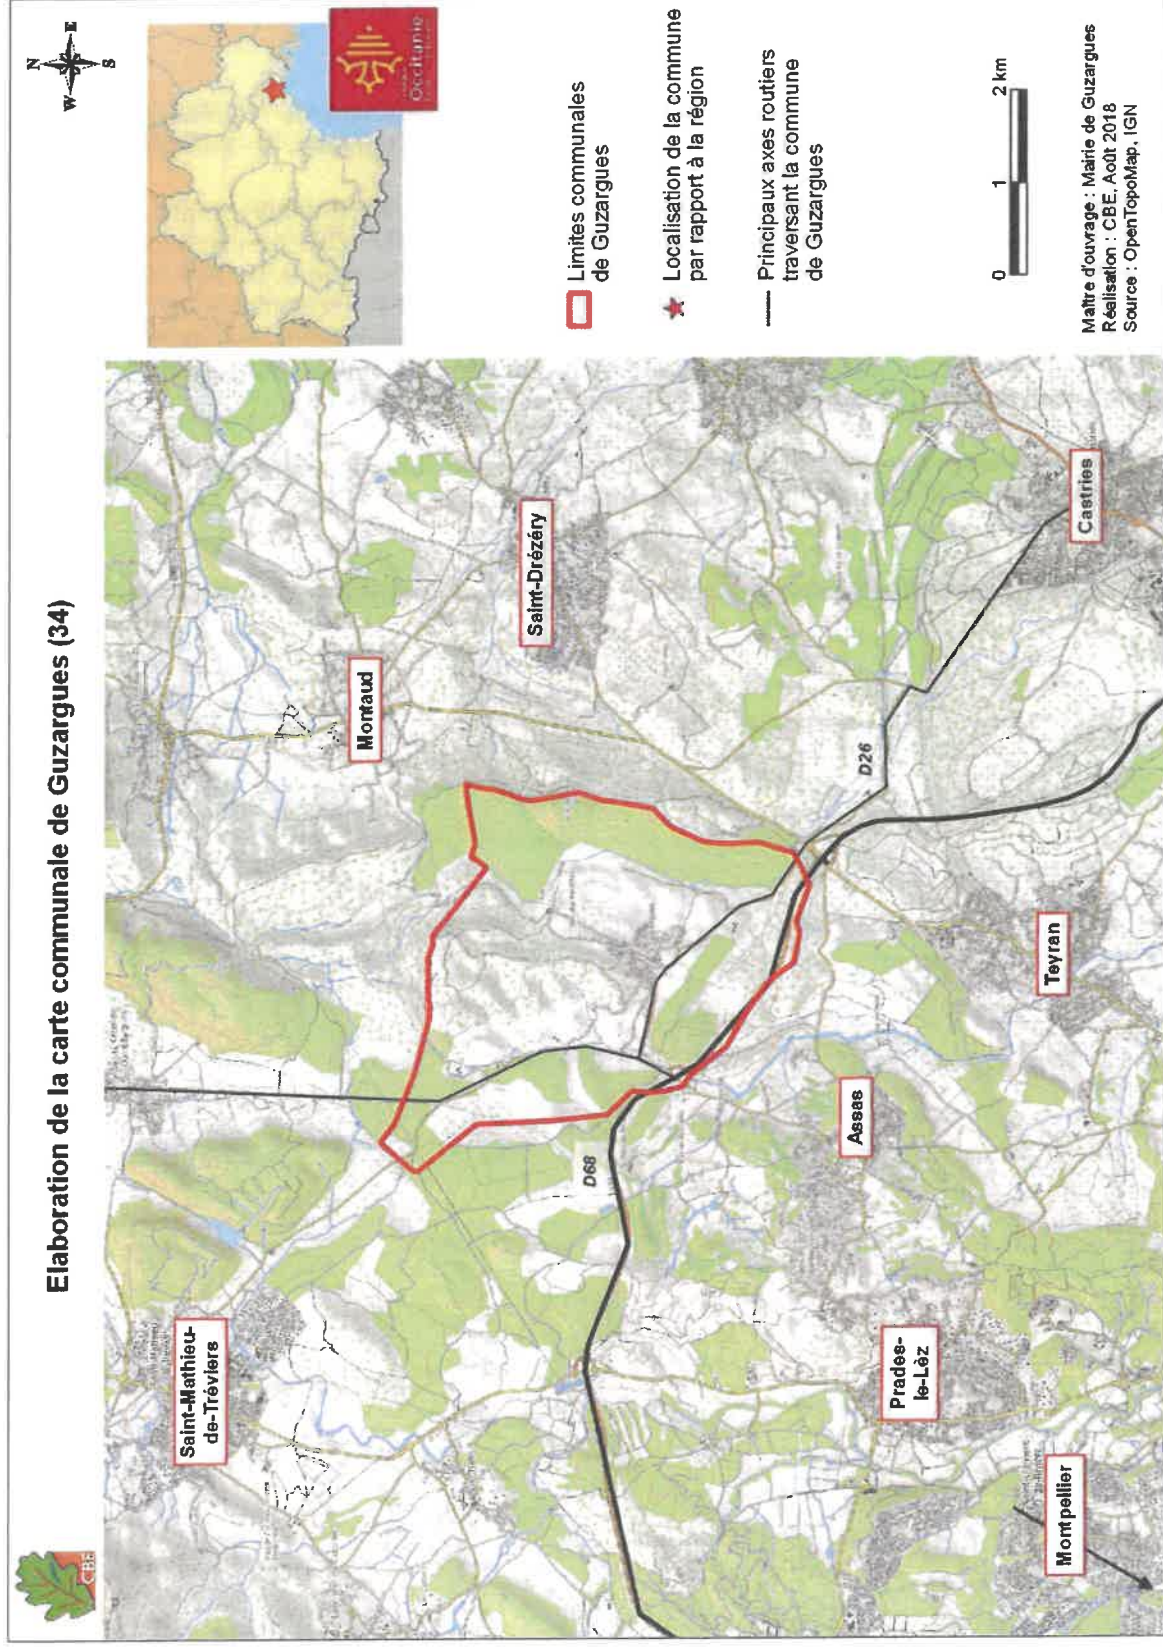 Elaboration de la carte communale de Guzargues (34)
CBE
N
W
E
S
Occitanie
Limites communales
de Guzargues
Localisation de la commune
par rapport à la région
Principaux axes routiers
traversant la commune
de Guzargues
0
1
2 km
Maître d'ouvrage : Mairie de Guzargues
Réalisation : CBE, Août 2018
Source : OpenTopoMap, IGN
Saint-Mathieu-
de-Tréviers
Montaud
Saint-Drézéry
D68
D26
Castries
Assas
Teyran
Prades-
le-Lèz
Montpellier